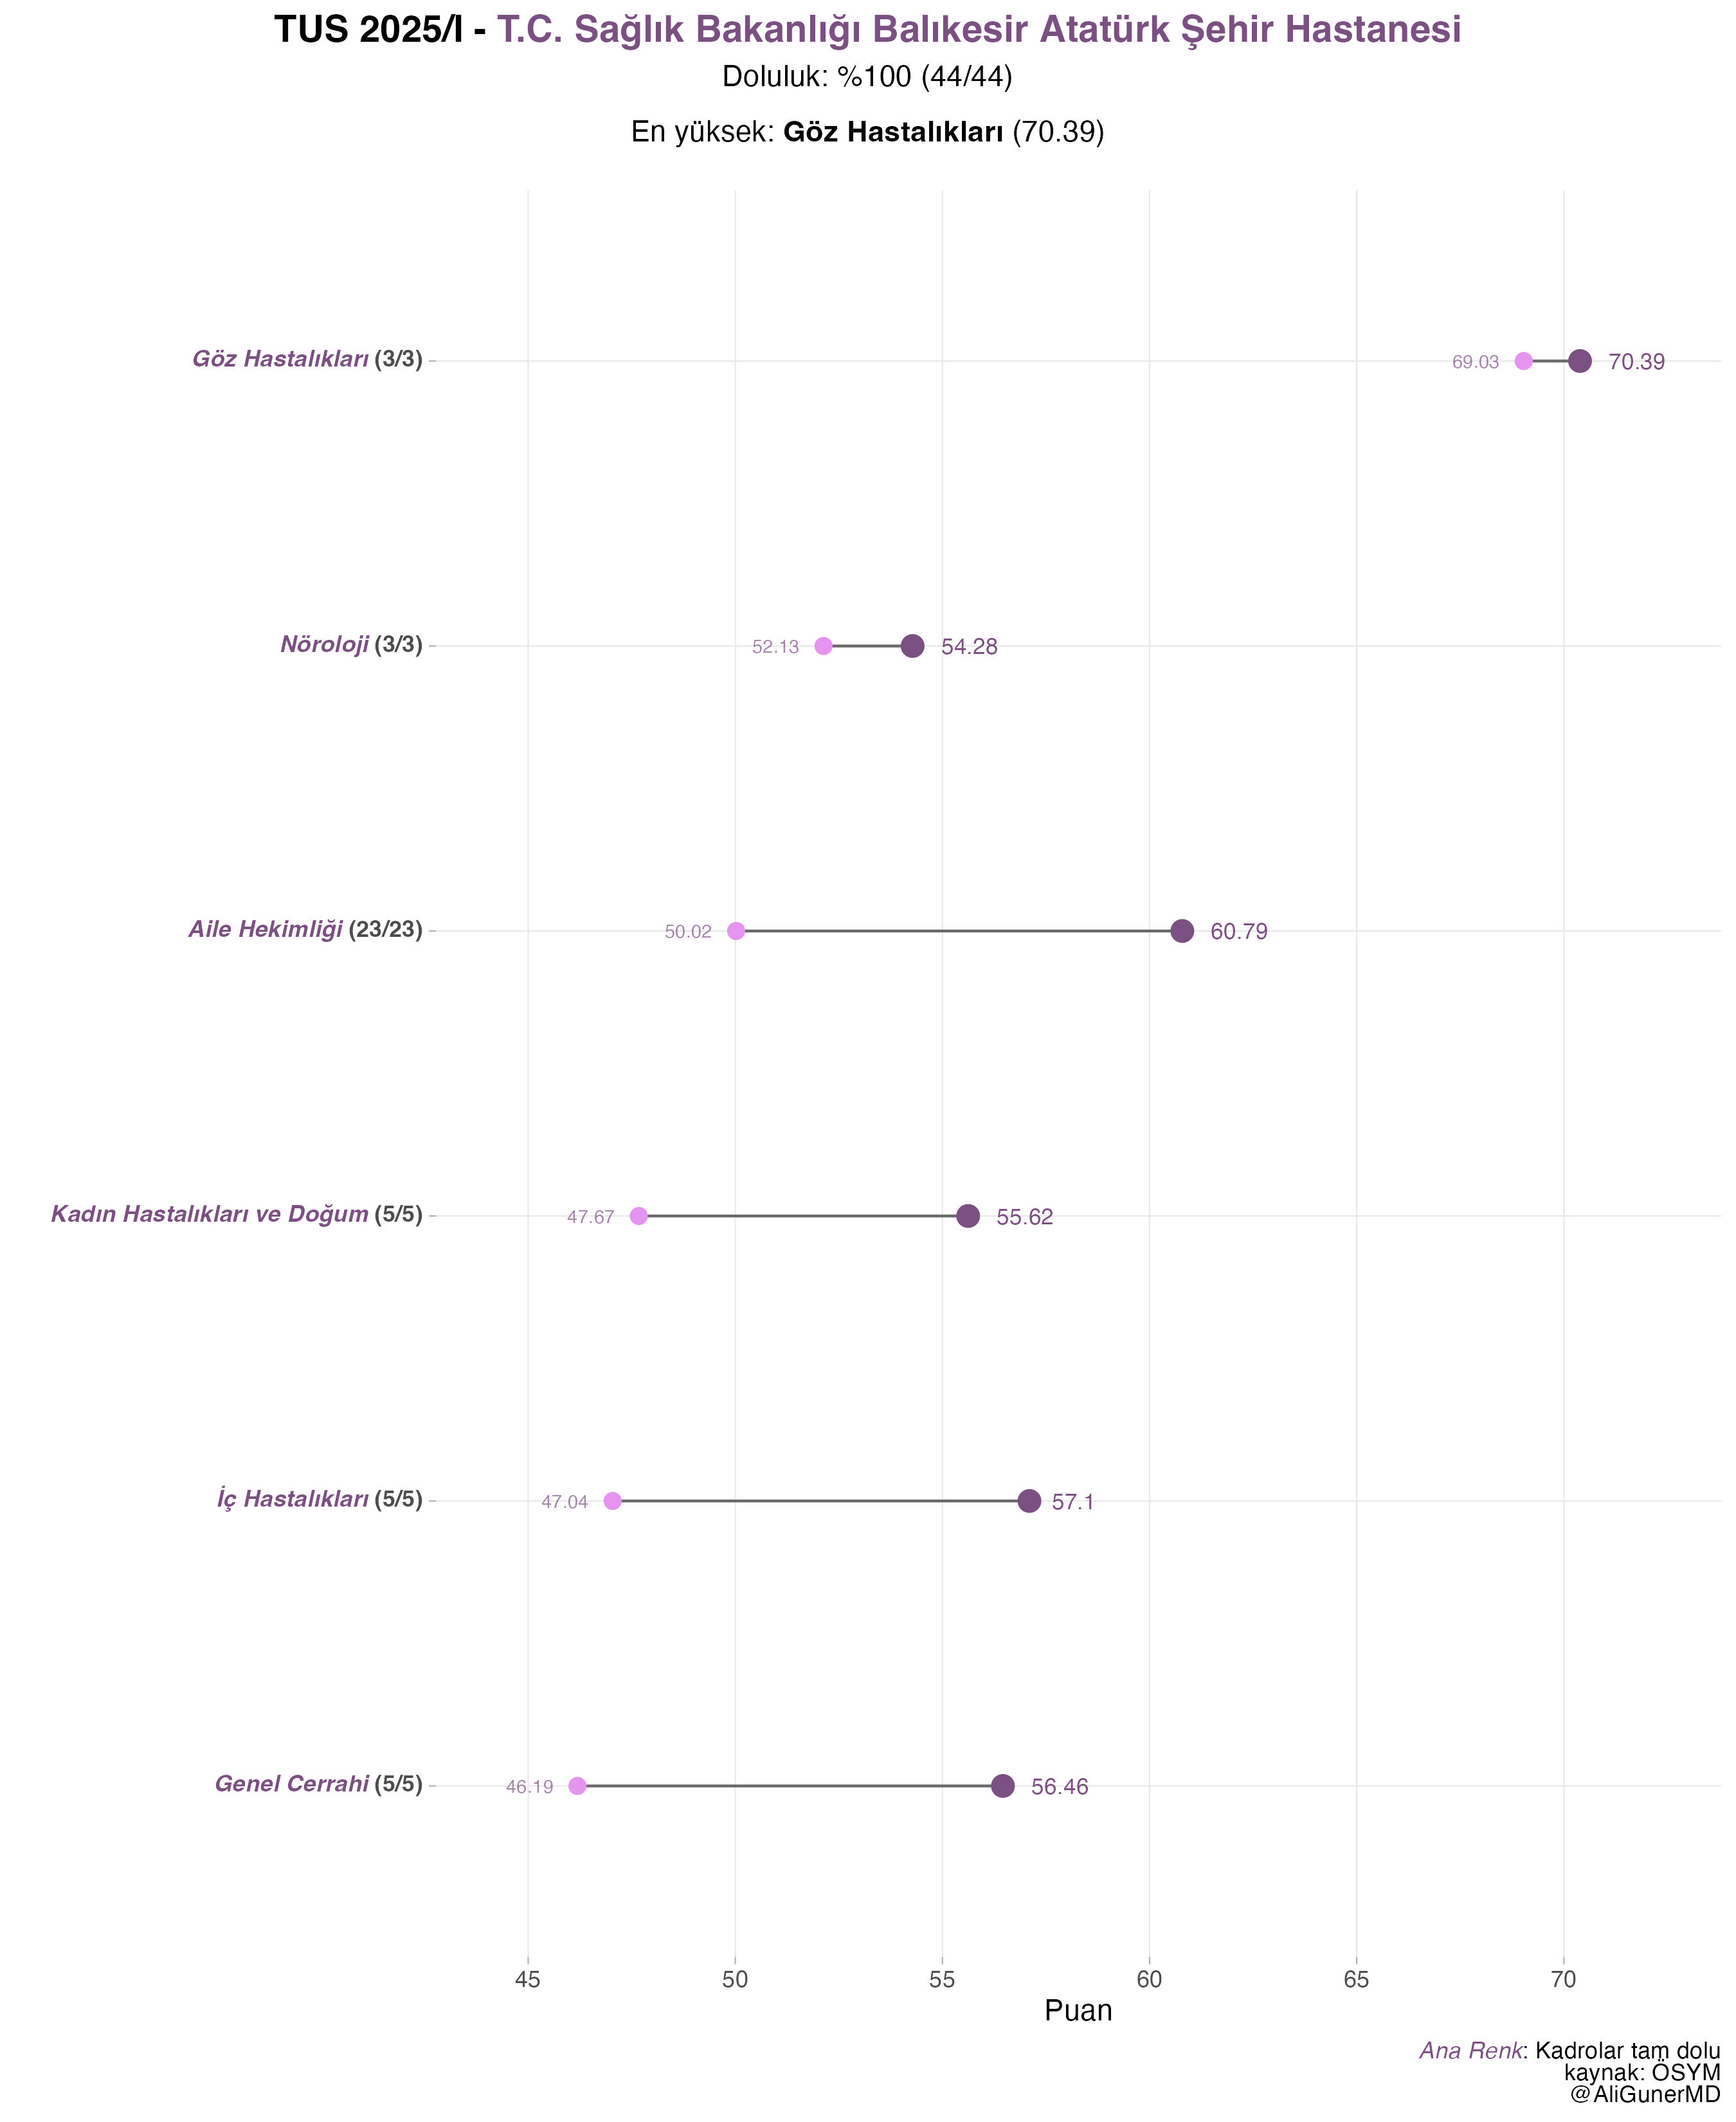 TUS 2025/I - T.C. Sağlık Bakanlığı Balıkesir Atatürk Şehir Hastanesi
Doluluk: %100 (44/44)
En yüksek: Göz Hastalıkları (70.39)
Göz Hastalıkları (3/3) 69.03 70.39
Nöroloji (3/3) 52.13 54.28
Aile Hekimliği (23/23) 50.02 60.79
Kadın Hastalıkları ve Doğum (5/5) 47.67 55.62
İç Hastalıkları (5/5) 47.04 57.1
Genel Cerrahi (5/5) 46.19 56.46
45 50 55 60 65 70
Puan
Ana Renk: Kadrolar tam dolu
kaynak: ÖSYM
@AliGunerMD